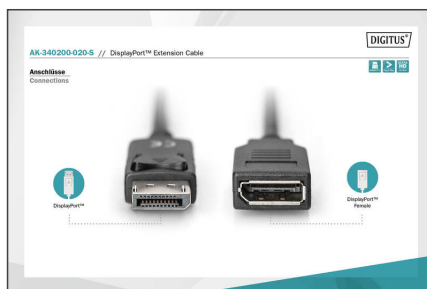 DIGITUS®
AK-340200-020-S // DisplayPort™ Extension Cable
Anschlüsse
Connections
DisplayPort™
DisplayPort™
Female